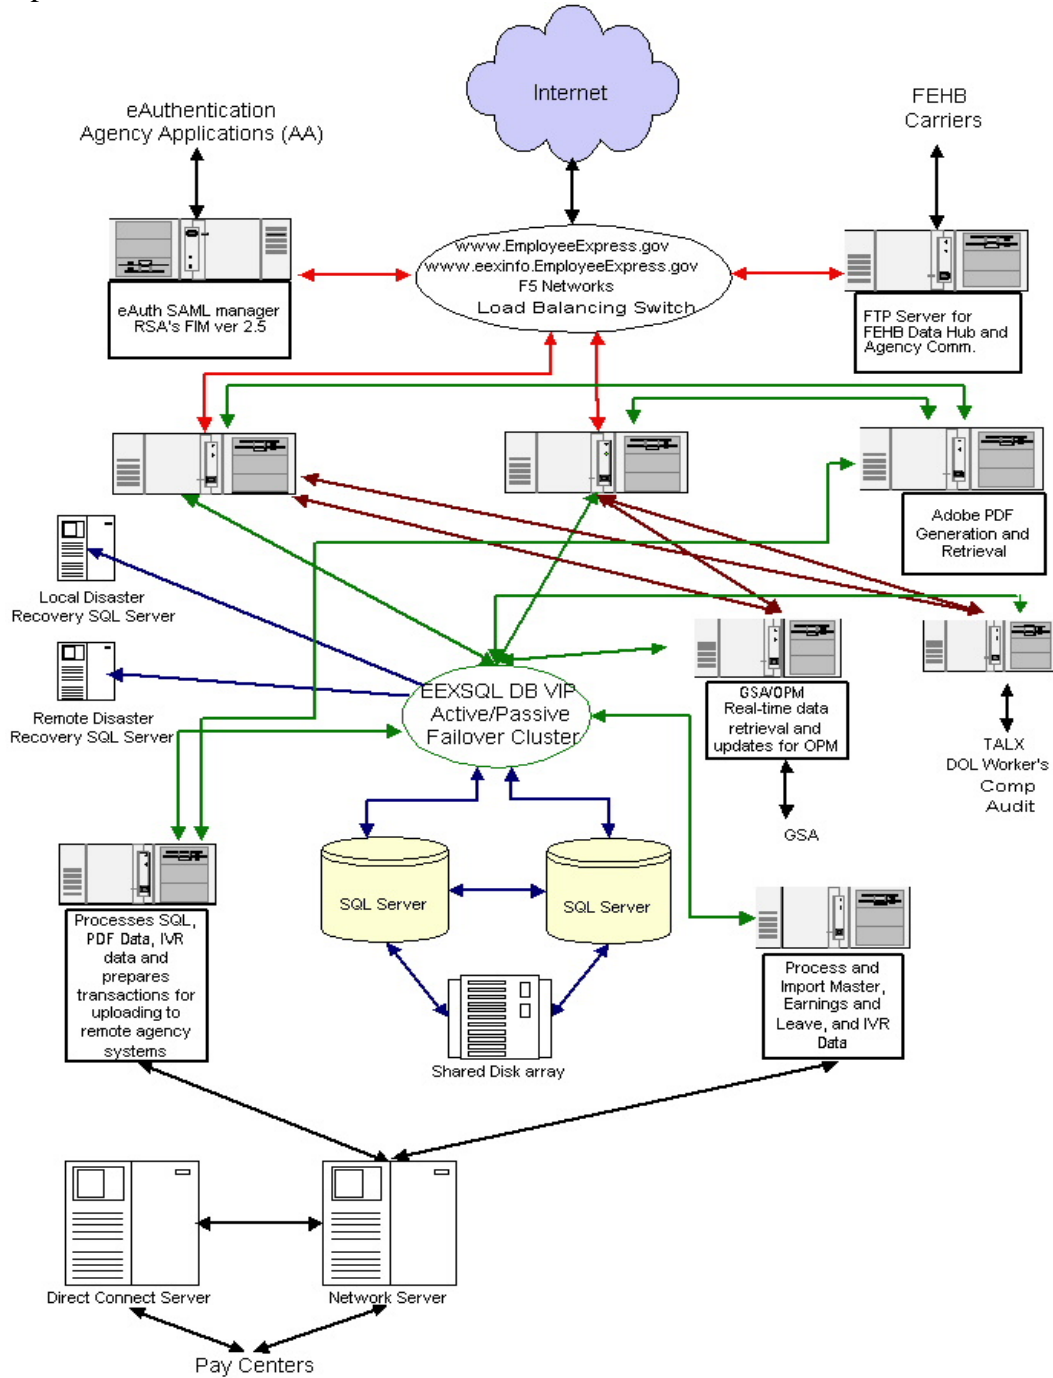 Internet
eAuthentication
Agency Applications (AA)
FEHB
Carriers
www.EmployeeExpress.gov
www.eexinfo.EmployeeExpress.gov
F5 Networks
Load Balancing Switch
eAuth SAML manager
RSA's FIM ver 2.5
FTP Server for
FEHB Data Hub and
Agency Comm.
Adobe PDF
Generation and
Retrieval
Local Disaster
Recovery SQL Server
Remote Disaster
Recovery SQL Server
EEXSQL DB VIP
Active/Passive
Failover Cluster
GSA/OPM
Real-time data
retrieval and
updates for OPM
TALX
DOL Worker's
Comp
Audit
GSA
SQL Server
SQL Server
Processes SQL,
PDF Data, IVR
data and
prepares
transactions for
uploading to
remote agency
systems
Process and
Import Master,
Earnings and
Leave, and IVR
Data
Shared Disk array
Direct Connect Server
Network Server
Pay Centers